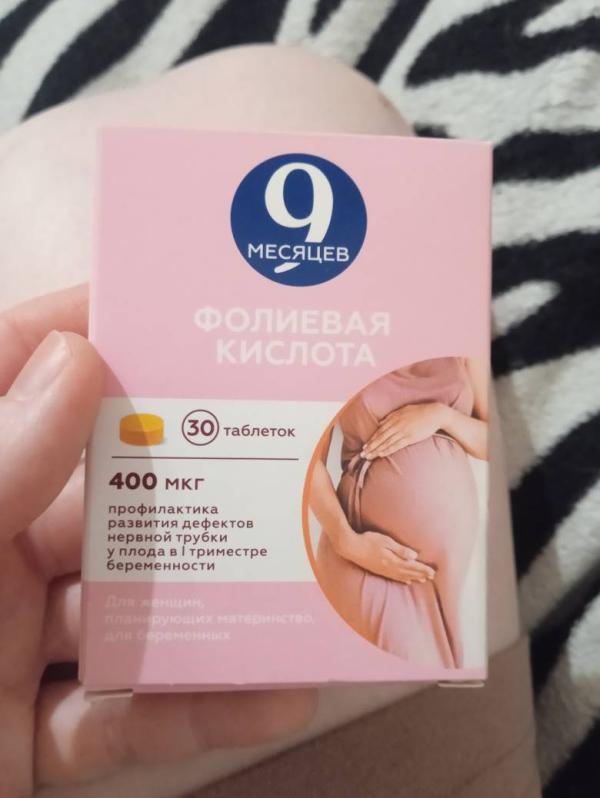 9
МЕСЯЦЕВ
ФОЛИЕВАЯ
КИСЛОТА
30 таблеток
400 мкг
профилактика
развития дефектов
нервной трубки
у плода в I триместре
беременности
Для женщин,
планирующих материнство,
для беременных